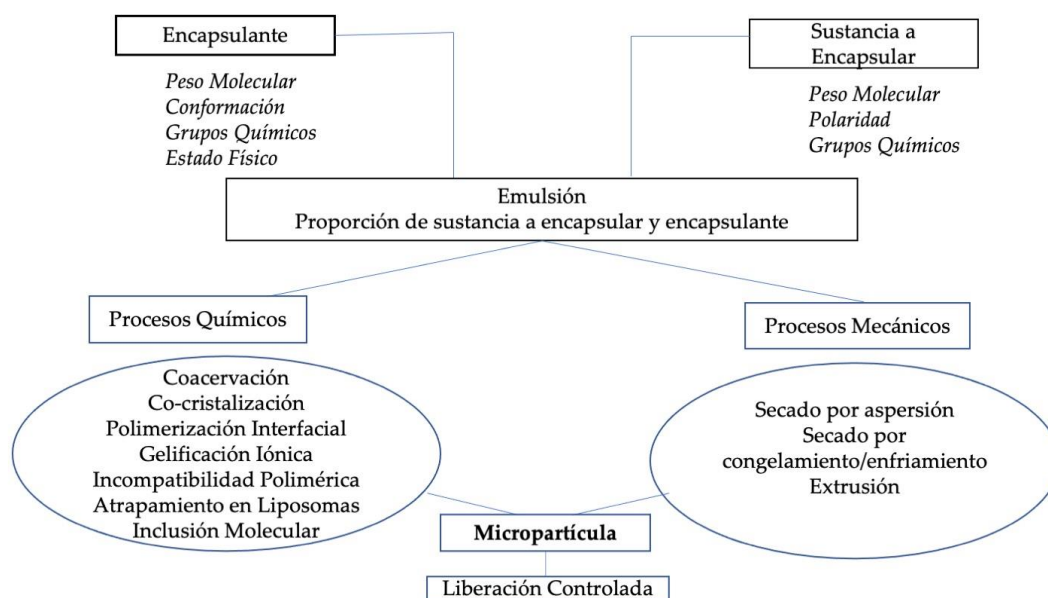 Encapsulante
Peso Molecular
Conformación
Grupos Químicos
Estado Físico
Sustancia a
Encapsular
Peso Molecular
Polaridad
Grupos Químicos
Emulsión
Proporción de sustancia a encapsular y encapsulante
Procesos Químicos
Coacervación
Co-cristalización
Polimerización Interfacial
Gelificación Iónica
Incompatibilidad Polimérica
Atrapamiento en Liposomas
Inclusión Molecular
Procesos Mecánicos
Secado por aspersión
Secado por
congelamiento/enfriamiento
Extrusión
Micropartícula
Liberación Controlada